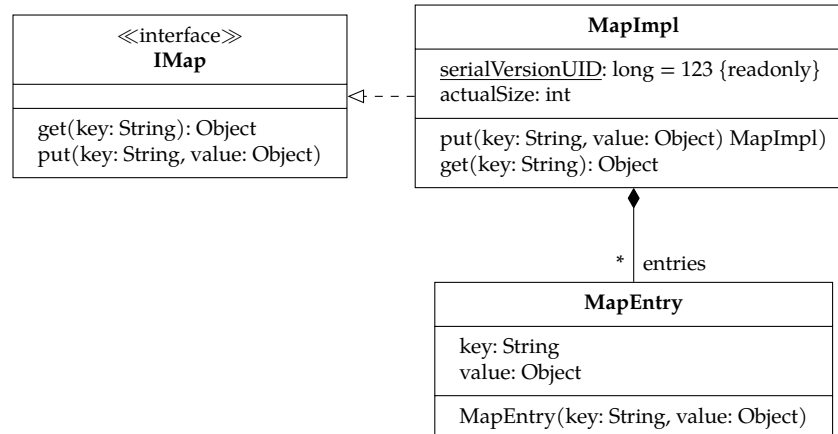 ≪interface≫
IMap
get(key: String): Object
put(key: String, value: Object)
MapImpl
serialVersionUID: long = 123 {readonly}
actualSize: int
put(key: String, value: Object) MapImpl)
get(key: String): Object
* entries
MapEntry
key: String
value: Object
MapEntry(key: String, value: Object)